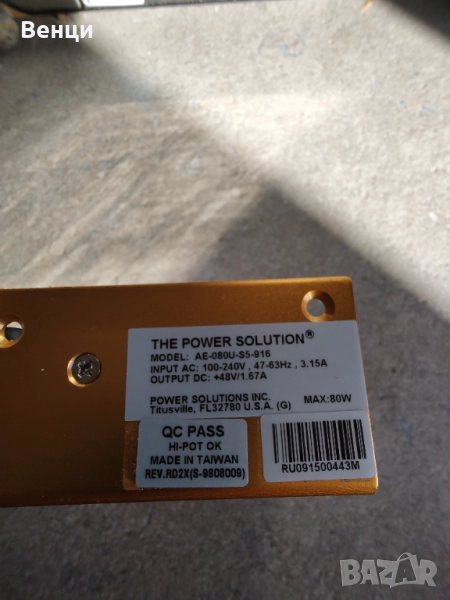 Венци
THE POWER SOLUTION®
MODEL: AE-080U-S5-916
INPUT AC: 100-240V , 47-63Hz , 3.15A
OUTPUT DC: +48V/1.67A
POWER SOLUTIONS INC. MAX:80W
Titusville, FL32780 U.S.A. (G)
QC PASS
HI-POT OK
MADE IN TAIWAN
REV.RD2X(S-9808009)
RU091500443M
BAZAR